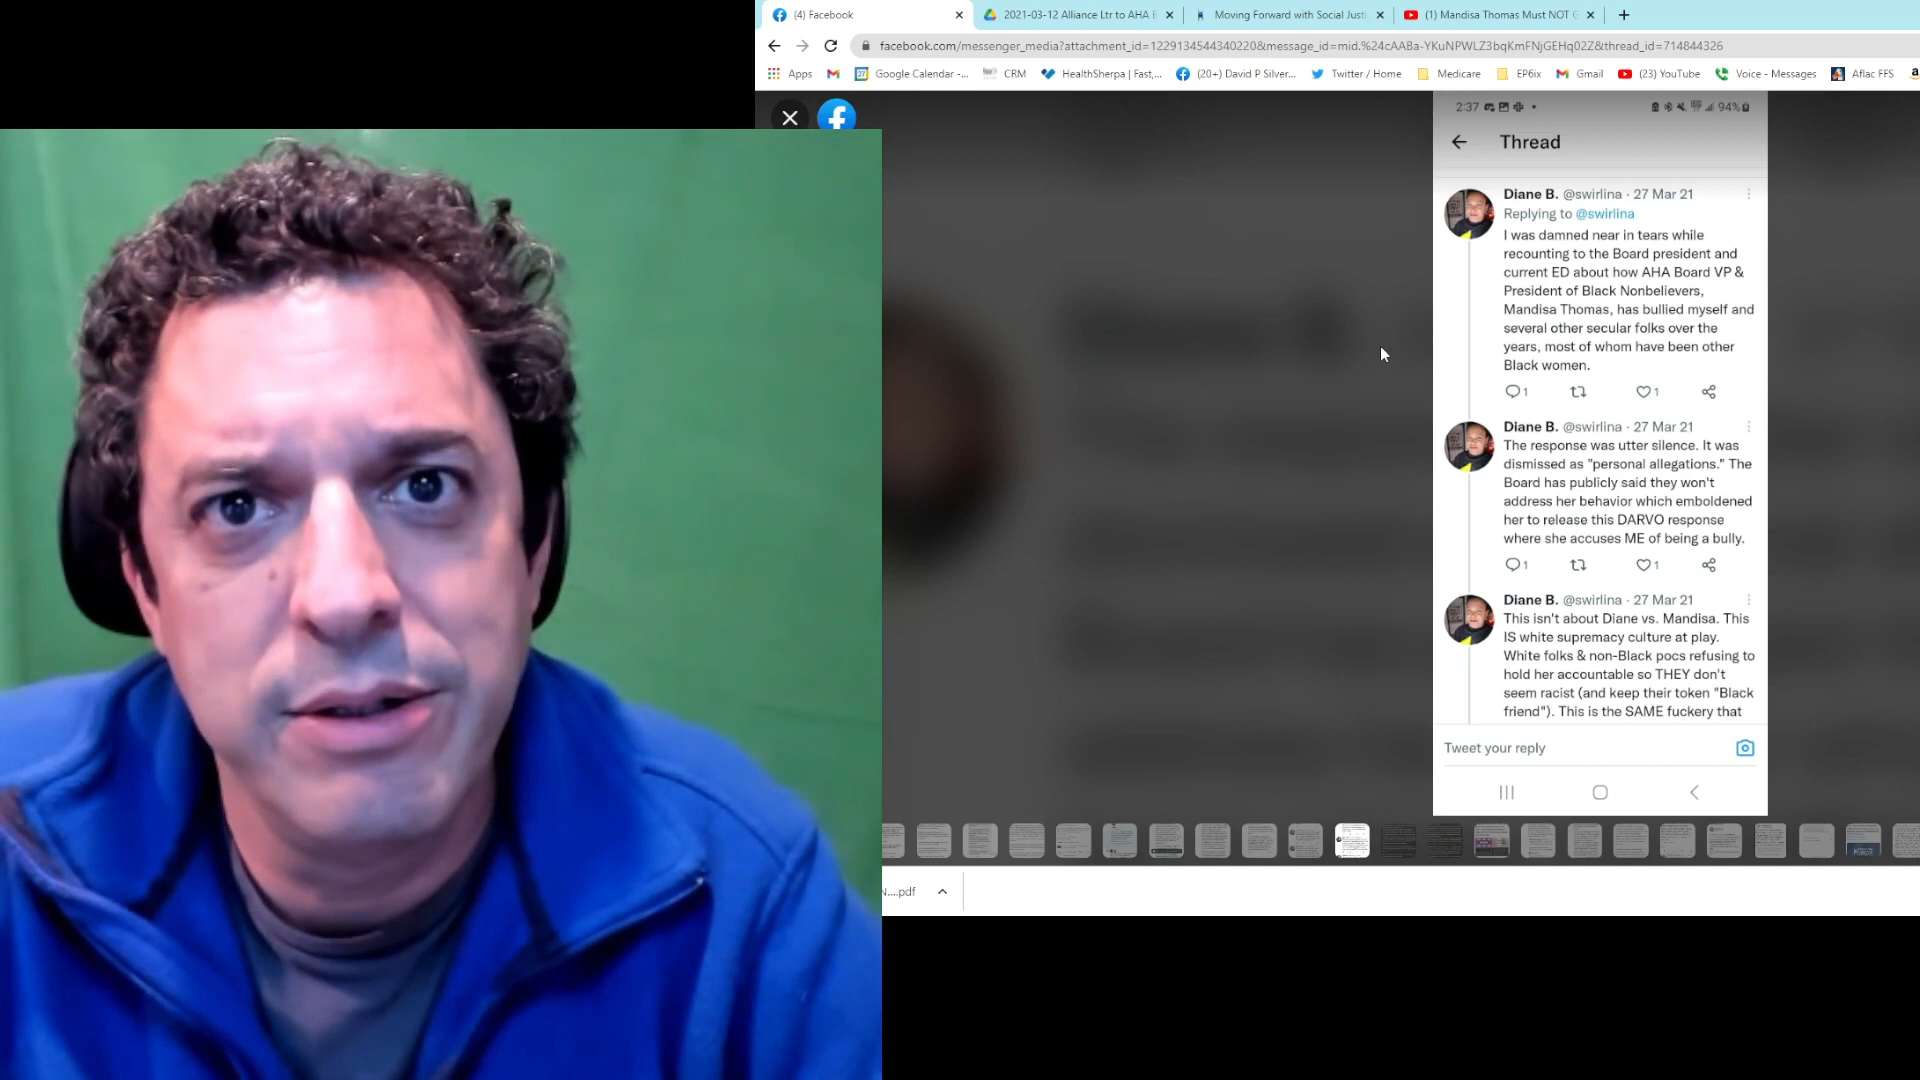 (4) Facebook
2021-03-12 Alliance Ltr to AHA B
Moving Forward with Social Justi
(1) Mandisa Thomas Must NOT G
facebook.com/messenger_media?attachment_id=1229134544340220&message_id=mid.%24cAABa-YKuNPWLZ3bqKmFNjGEHq02Z&thread_id=714844326
Apps
27
Google Calendar -...
CRM
HealthSherpa | Fast,...
(20+) David P Silver...
Twitter / Home
Medicare
EP6ix
Gmail
(23) YouTube
Voice - Messages
Aflac FFS
2:37
94%
Thread
Diane B. @swirlina · 27 Mar 21
Replying to @swirlina
I was damned near in tears while
recounting to the Board president and
current ED about how AHA Board VP &
President of Black Nonbelievers,
Mandisa Thomas, has bullied myself and
several other secular folks over the
years, most of whom have been other
Black women.
1
1
Diane B. @swirlina · 27 Mar 21
The response was utter silence. It was
dismissed as "personal allegations." The
Board has publicly said they won't
address her behavior which emboldened
her to release this DARVO response
where she accuses ME of being a bully.
1
1
Diane B. @swirlina · 27 Mar 21
This isn't about Diane vs. Mandisa. This
IS white supremacy culture at play.
White folks & non-Black pocs refusing to
hold her accountable so THEY don't
seem racist (and keep their token "Black
friend"). This is the SAME fuckery that
Tweet your reply
N....pdf